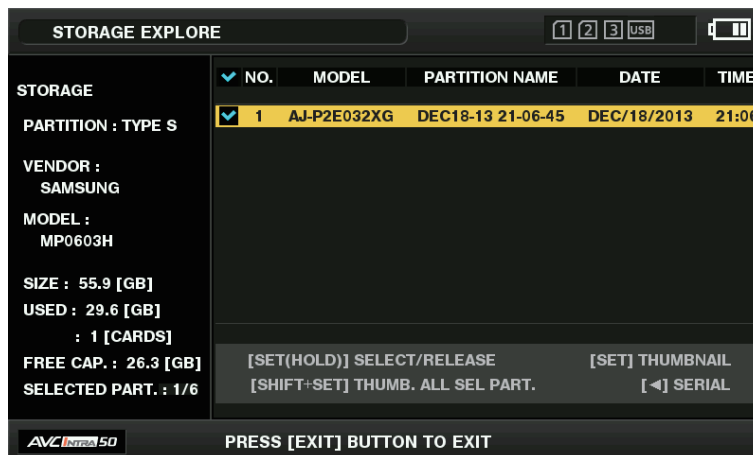 STORAGE EXPLORE
1 2 3 USB
STORAGE
PARTITION : TYPE S
VENDOR :
SAMSUNG
MODEL :
MP0603H
SIZE : 55.9 [GB]
USED : 29.6 [GB]
: 1 [CARDS]
FREE CAP. : 26.3 [GB]
SELECTED PART. : 1/6
NO. MODEL PARTITION NAME DATE TIME
1 AJ-P2E032XG DEC18-13 21-06-45 DEC/18/2013 21:06
[SET(HOLD)] SELECT/RELEASE [SET] THUMBNAIL
[SHIFT+SET] THUMB. ALL SEL PART. [◄] SERIAL
AVC INTRA 50 PRESS [EXIT] BUTTON TO EXIT